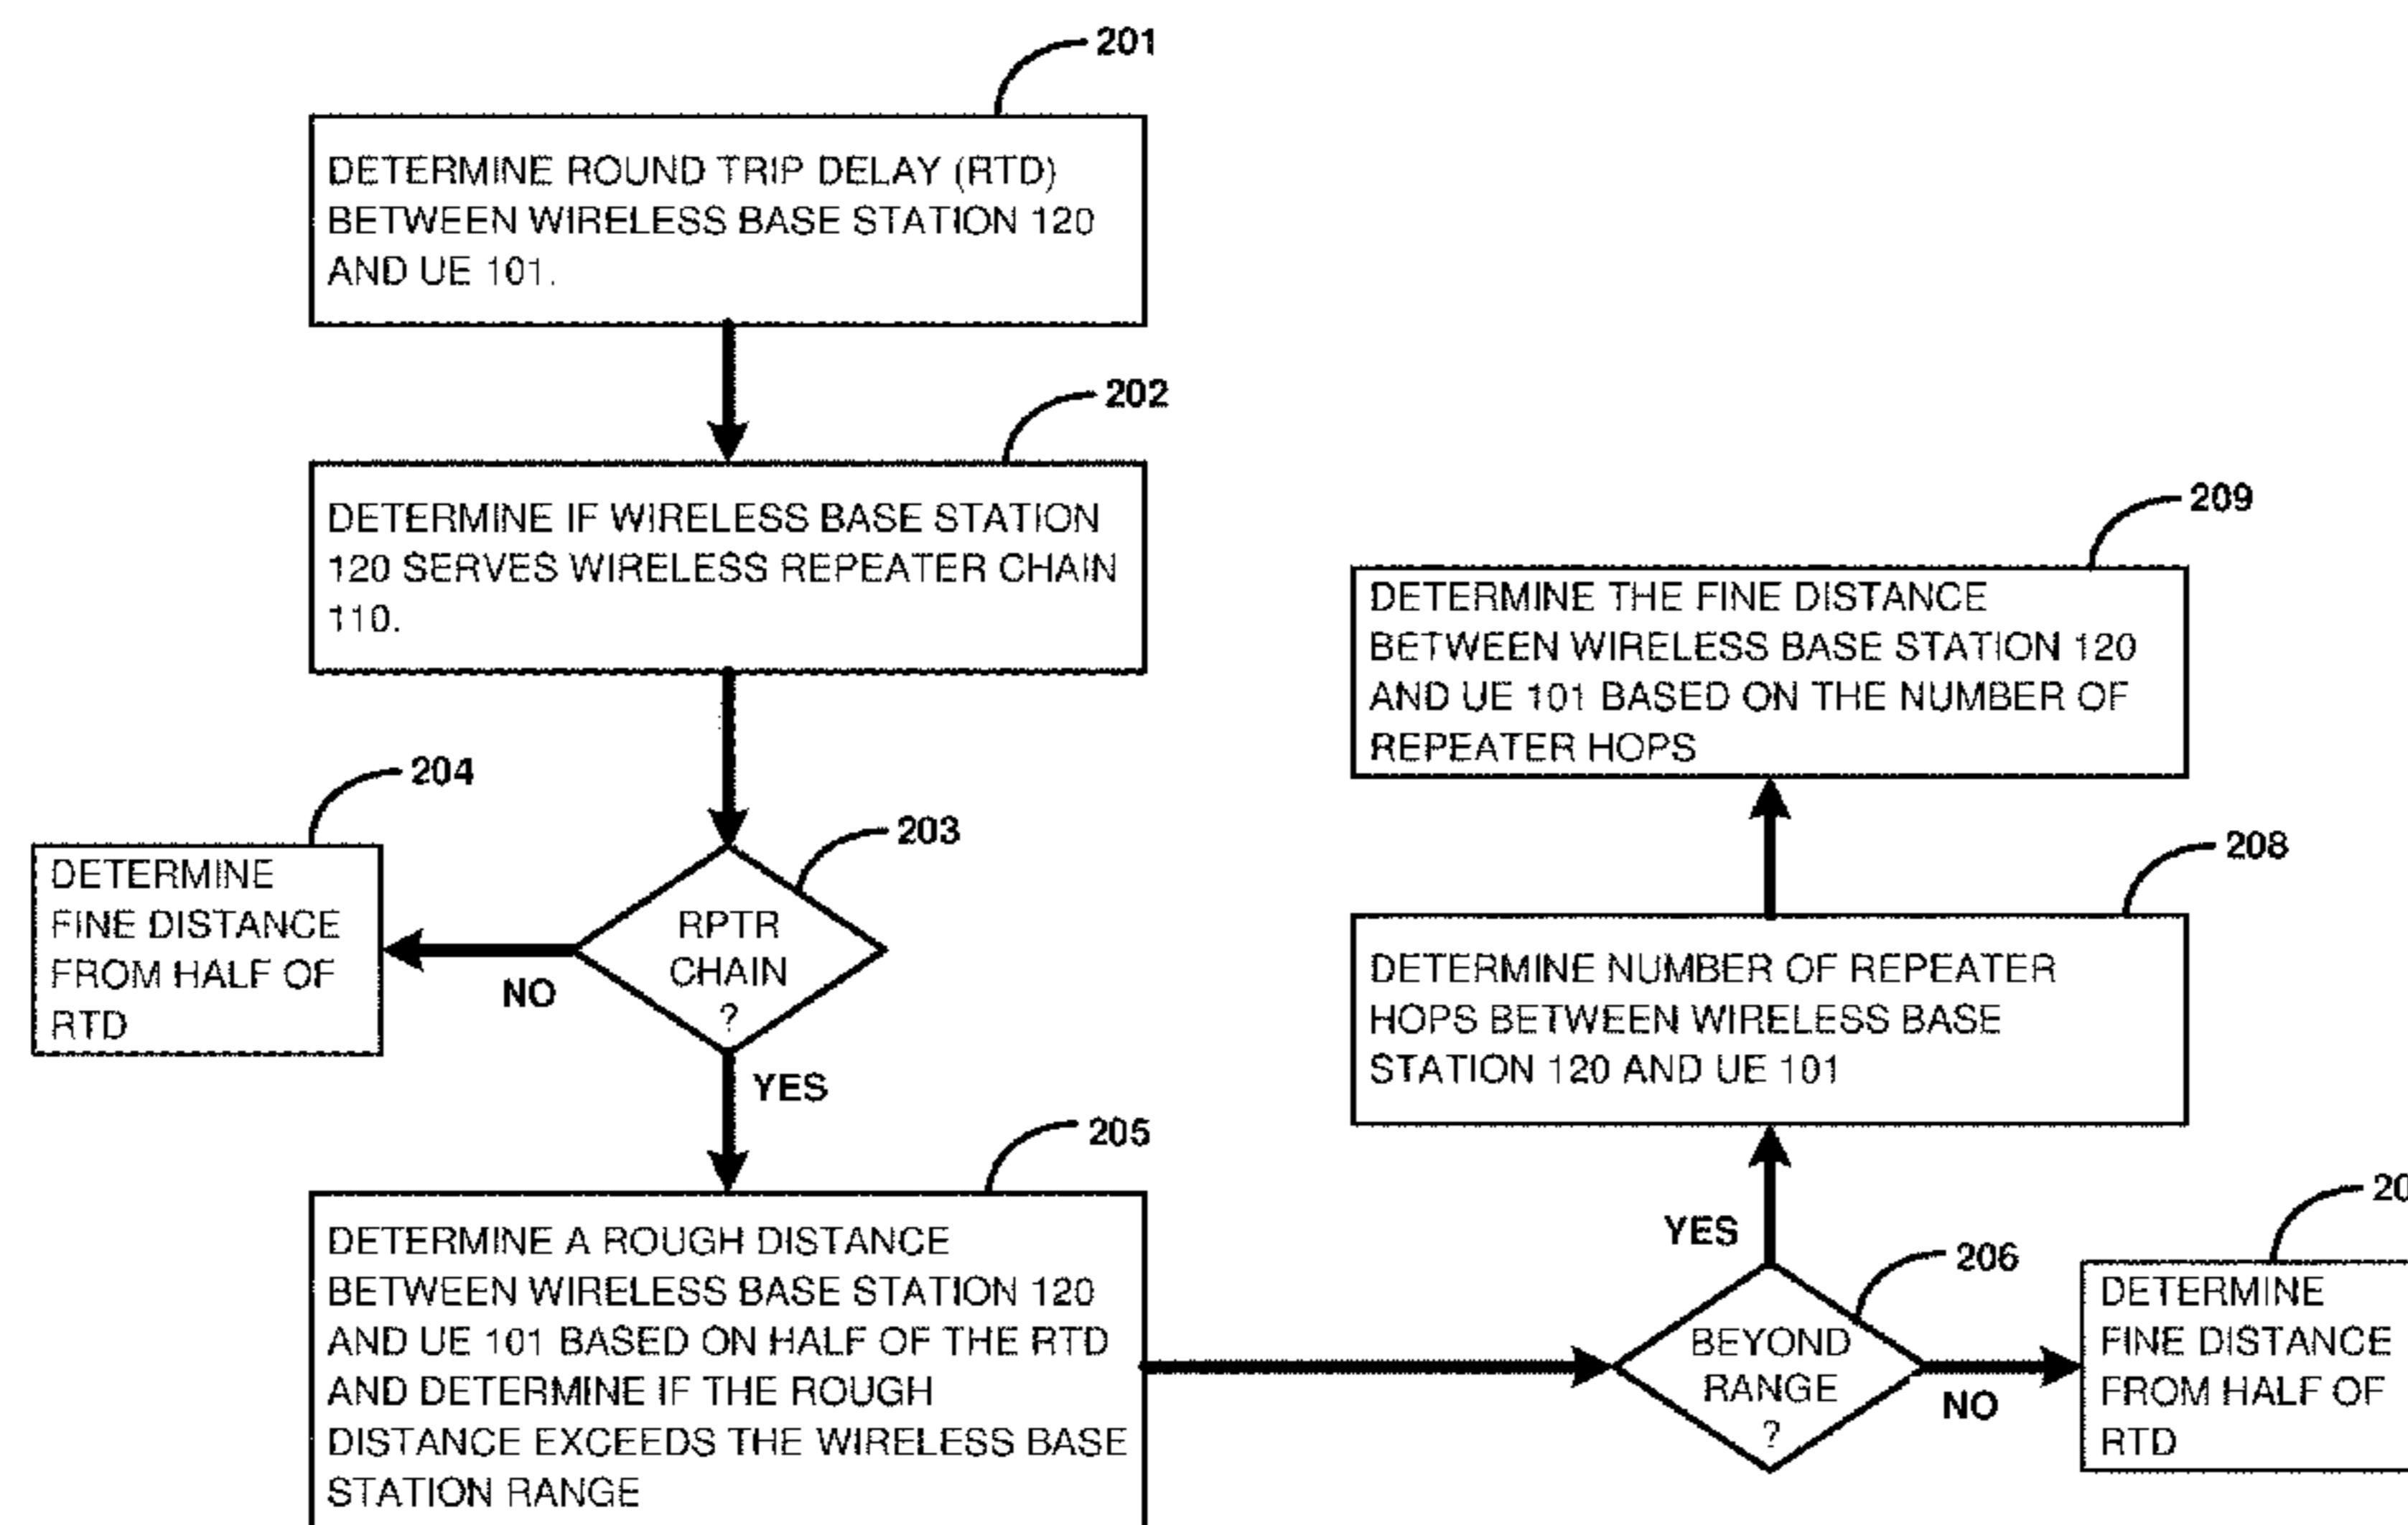 201
DETERMINE ROUND TRIP DELAY (RTD)
BETWEEN WIRELESS BASE STATION 120
AND UE 101.
202
DETERMINE IF WIRELESS BASE STATION
120 SERVES WIRELESS REPEATER CHAIN
110.
203
RPTR
CHAIN
?
NO
204
DETERMINE
FINE DISTANCE
FROM HALF OF
RTD
YES
205
DETERMINE A ROUGH DISTANCE
BETWEEN WIRELESS BASE STATION 120
AND UE 101 BASED ON HALF OF THE RTD
AND DETERMINE IF THE ROUGH
DISTANCE EXCEEDS THE WIRELESS BASE
STATION RANGE
206
BEYOND
RANGE
?
NO
DETERMINE
FINE DISTANCE
FROM HALF OF
RTD
YES
208
DETERMINE NUMBER OF REPEATER
HOPS BETWEEN WIRELESS BASE
STATION 120 AND UE 101
209
DETERMINE THE FINE DISTANCE
BETWEEN WIRELESS BASE STATION 120
AND UE 101 BASED ON THE NUMBER OF
REPEATER HOPS